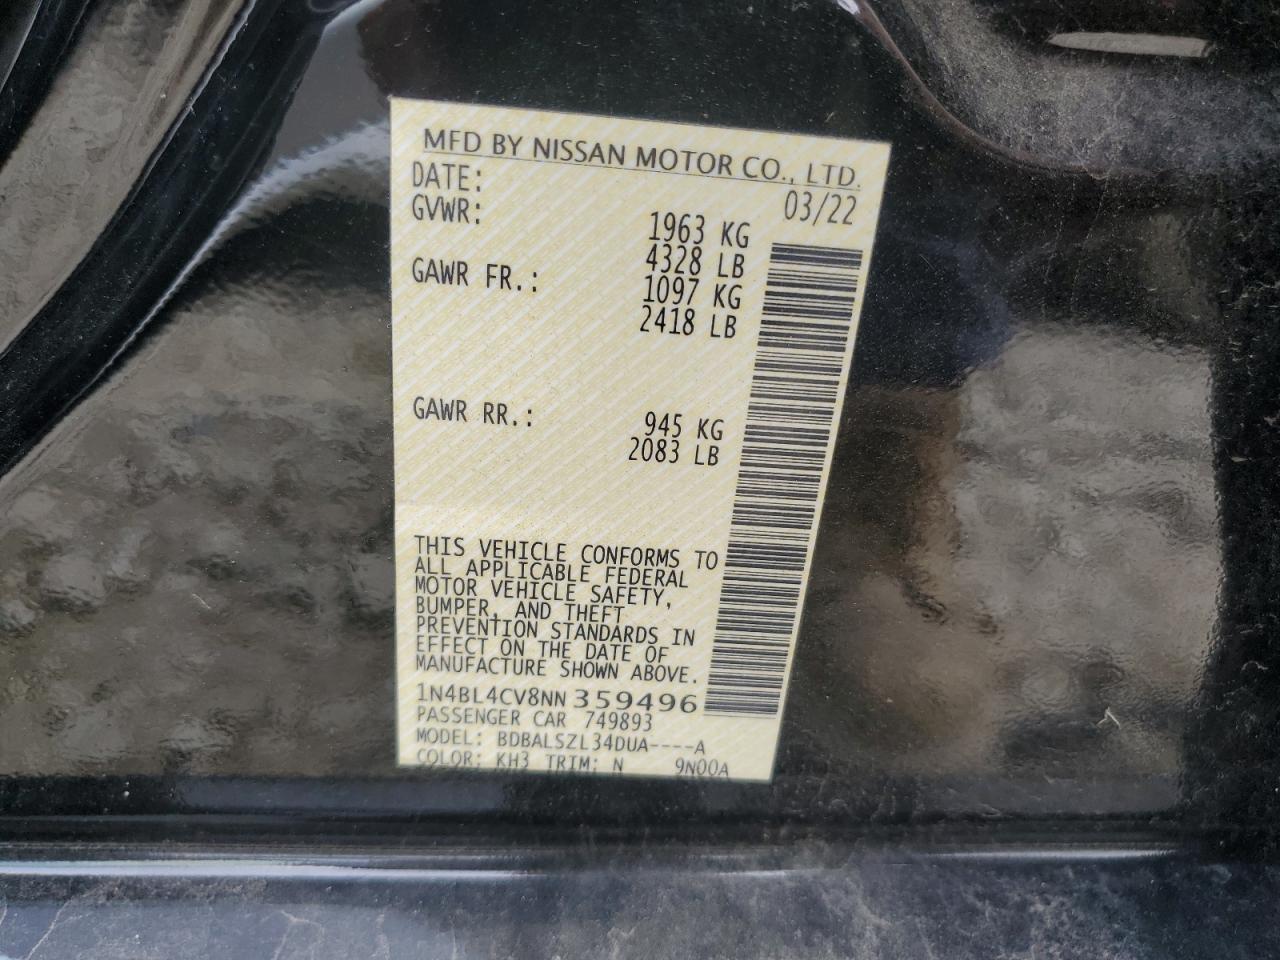 MFD BY NISSAN MOTOR CO., LTD.
DATE: 03/22
GVWR: 1963 KG
4328 LB
GAWR FR.: 1097 KG
2418 LB
GAWR RR.: 945 KG
2083 LB
THIS VEHICLE CONFORMS TO
ALL APPLICABLE FEDERAL
MOTOR VEHICLE SAFETY,
BUMPER, AND THEFT
PREVENTION STANDARDS IN
EFFECT ON THE DATE OF
MANUFACTURE SHOWN ABOVE.
1N4BL4CV8NN359496
PASSENGER CAR 749893
MODEL: BDBALSZL34DUA----A
COLOR: KH3 TRIM: N 9N00A